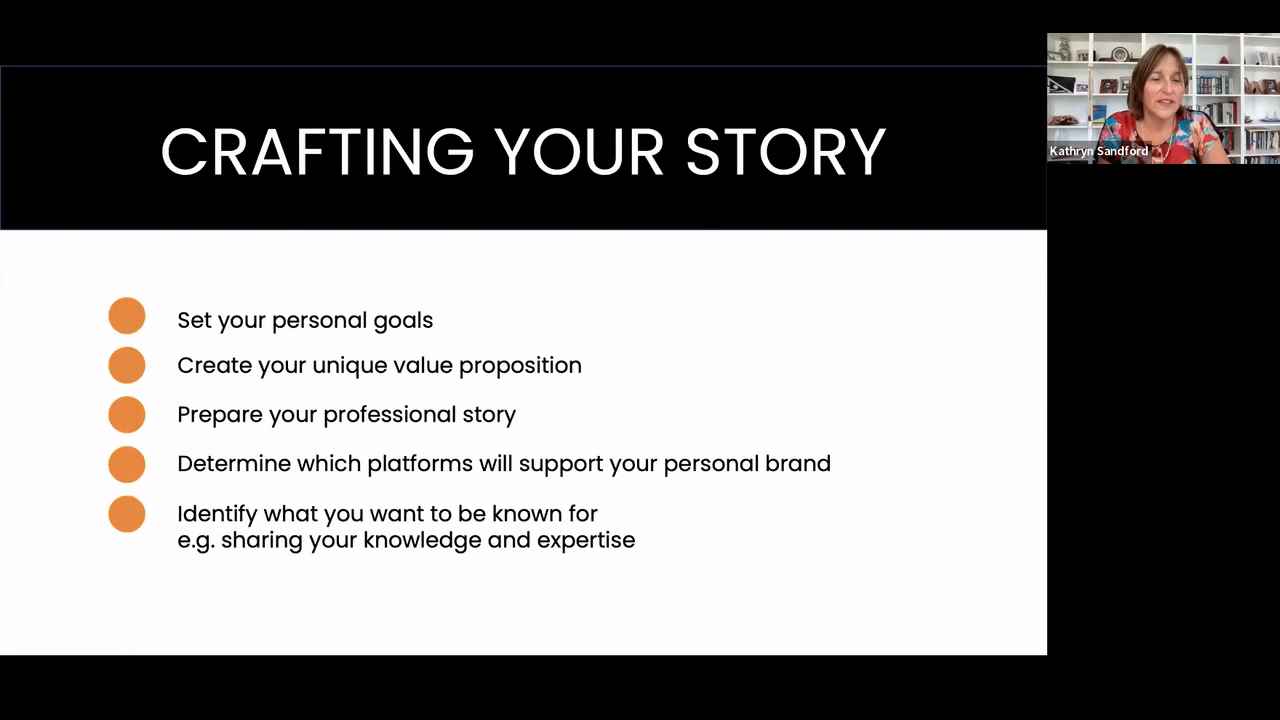 CRAFTING YOUR STORY
Kathryn Sandford
Set your personal goals
Create your unique value proposition
Prepare your professional story
Determine which platforms will support your personal brand
Identify what you want to be known for
e.g. sharing your knowledge and expertise